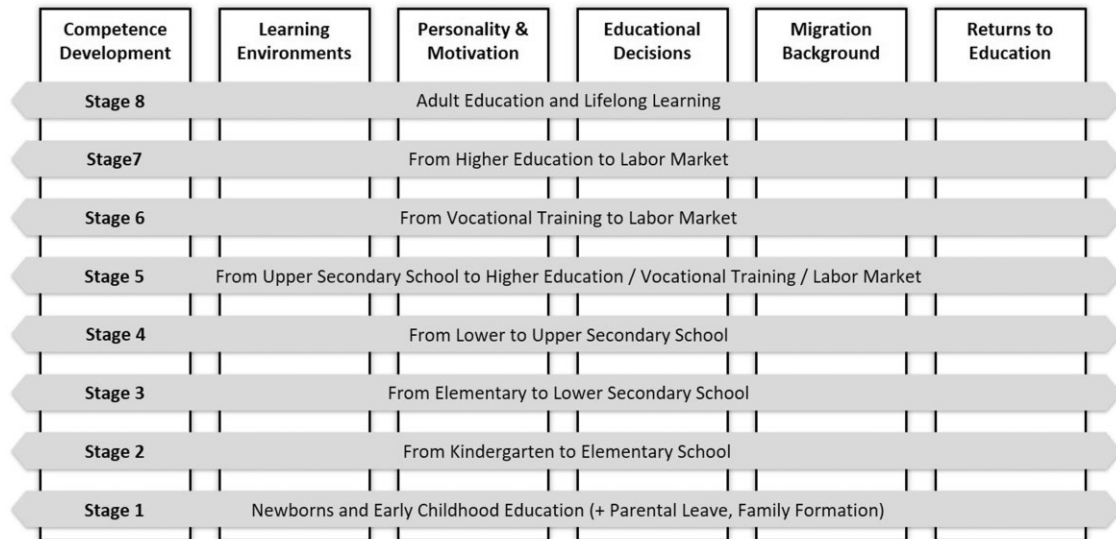 Competence
Development
Learning
Environments
Personality &
Motivation
Educational
Decisions
Migration
Background
Returns to
Education
Stage 8 Adult Education and Lifelong Learning
Stage7 From Higher Education to Labor Market
Stage 6 From Vocational Training to Labor Market
Stage 5 From Upper Secondary School to Higher Education / Vocational Training / Labor Market
Stage 4 From Lower to Upper Secondary School
Stage 3 From Elementary to Lower Secondary School
Stage 2 From Kindergarten to Elementary School
Stage 1 Newborns and Early Childhood Education (+ Parental Leave, Family Formation)